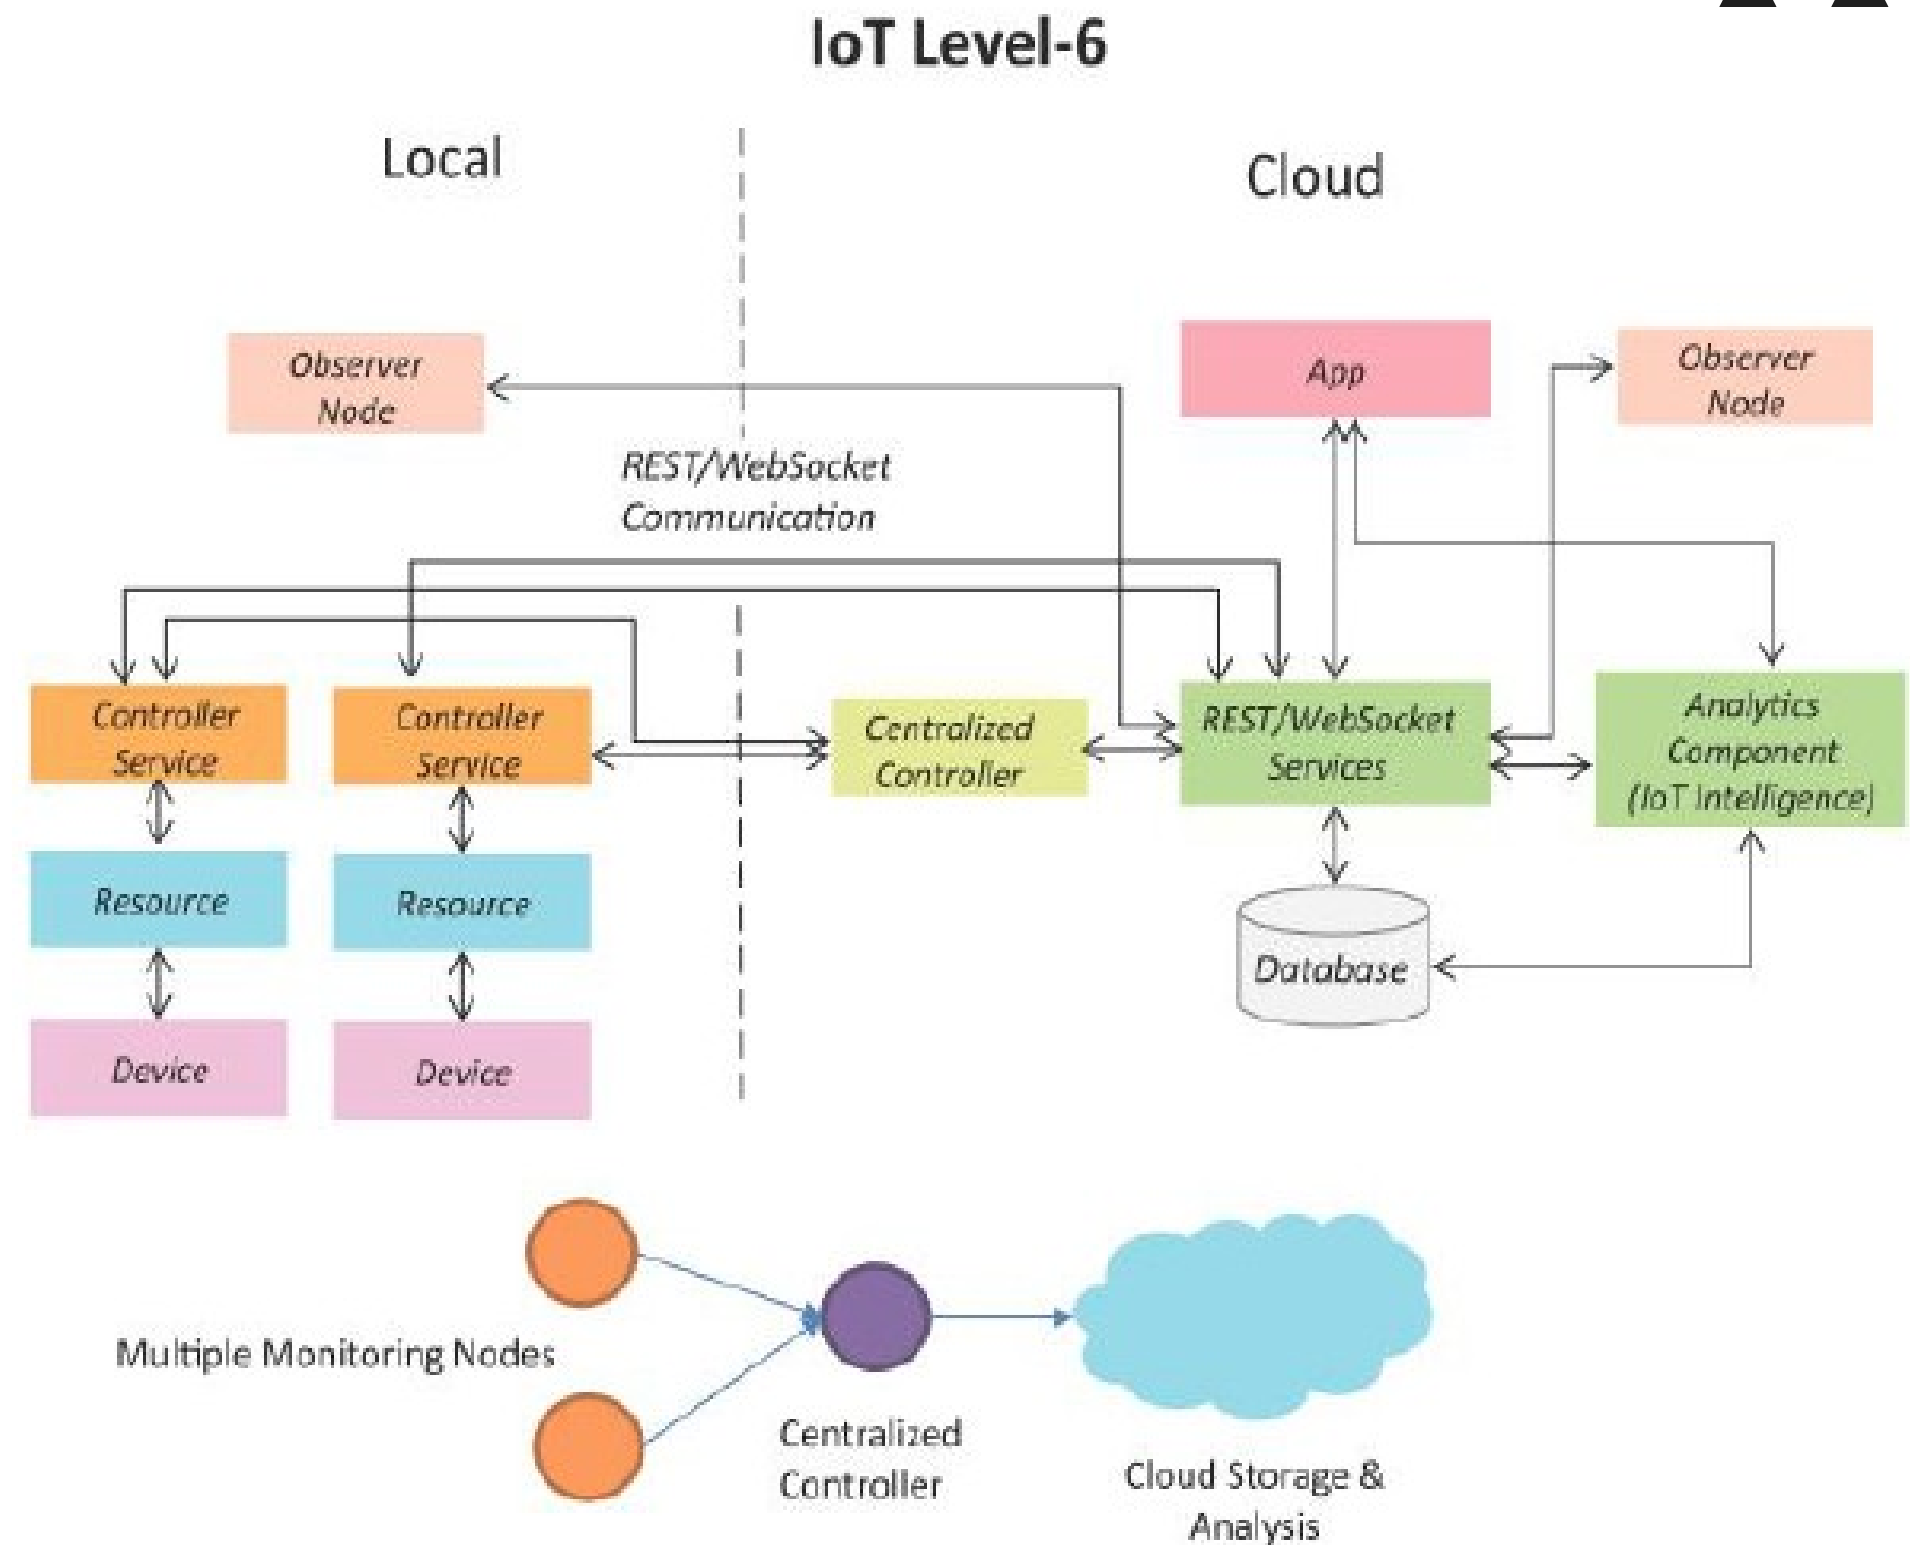 IoT Level-6
Local
Cloud
Observer
Node
App
Observer
Node
REST/WebSocket
Communication
Controller
Service
Controller
Service
Centralized
Controller
REST/WebSocket
Services
Analytics
Component
(IoT Intelligence)
Resource
Resource
Database
Device
Device
Multiple Monitoring Nodes
Centralized
Controller
Cloud Storage &
Analysis